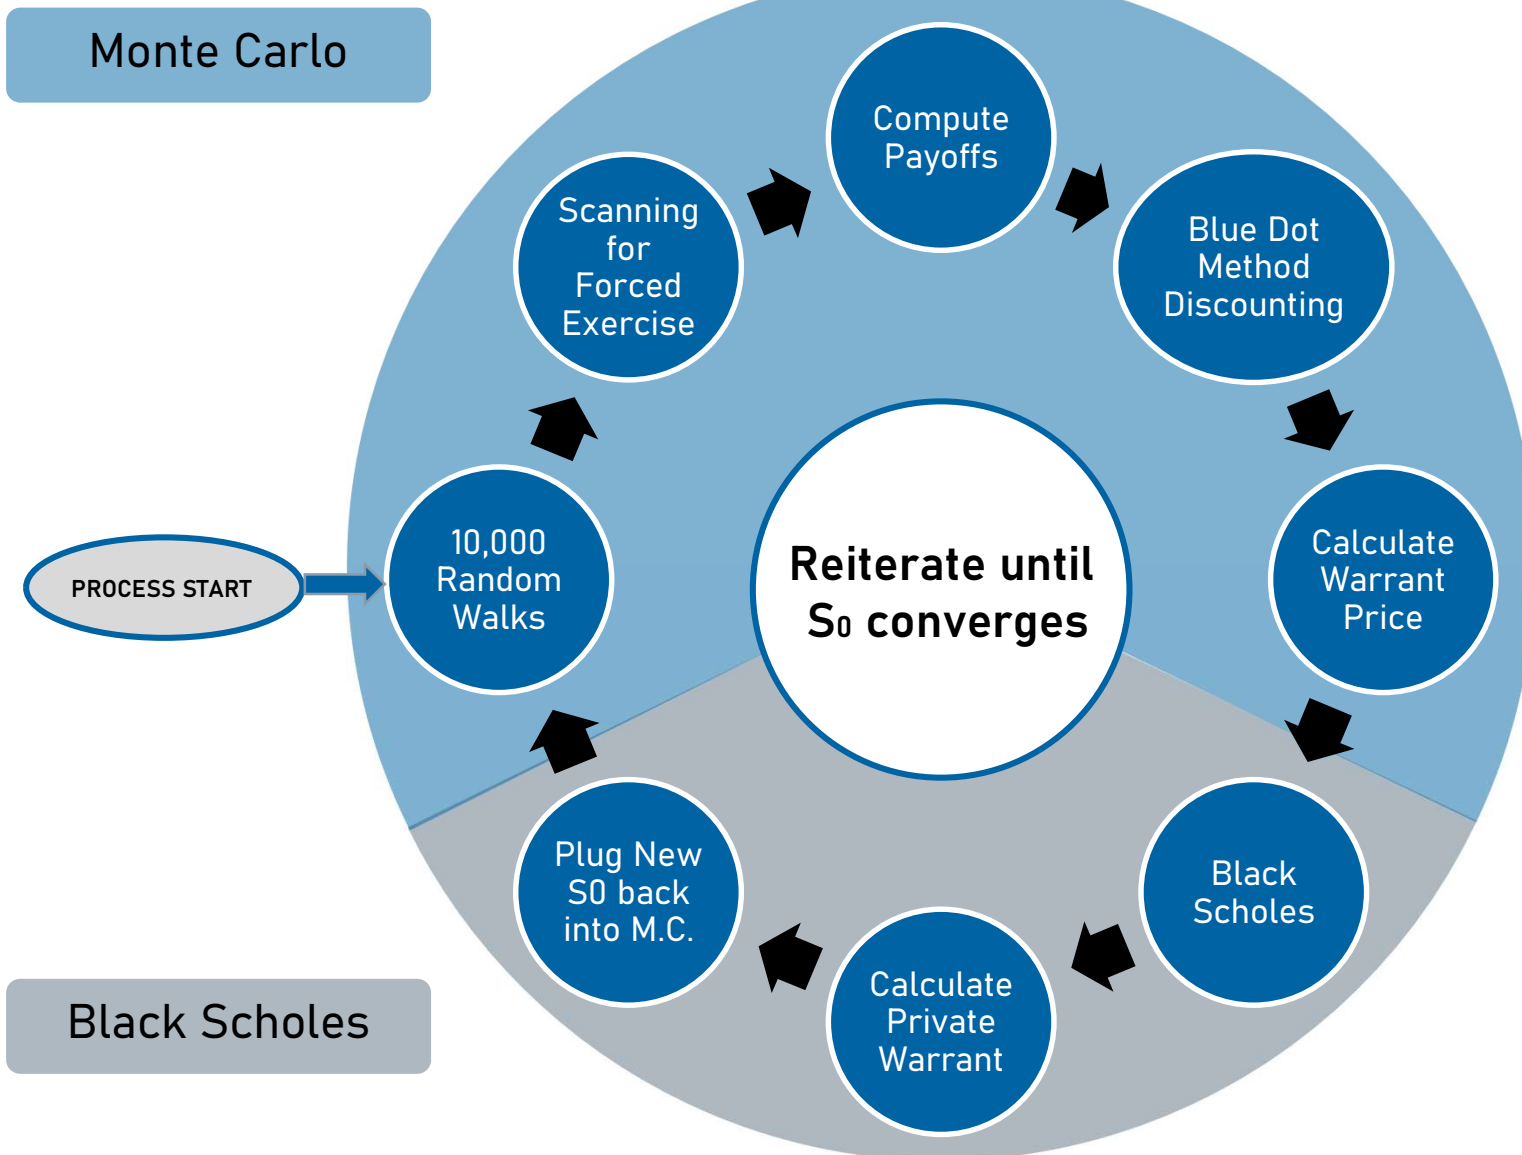 Monte Carlo
Compute
Payoffs
Scanning
for
Forced
Exercise
Blue Dot
Method
Discounting
10,000
Random
Walks
PROCESS START
Reiterate until
S₀ converges
Calculate
Warrant
Price
Plug New
S0 back
into M.C.
Black
Scholes
Calculate
Private
Warrant
Black Scholes